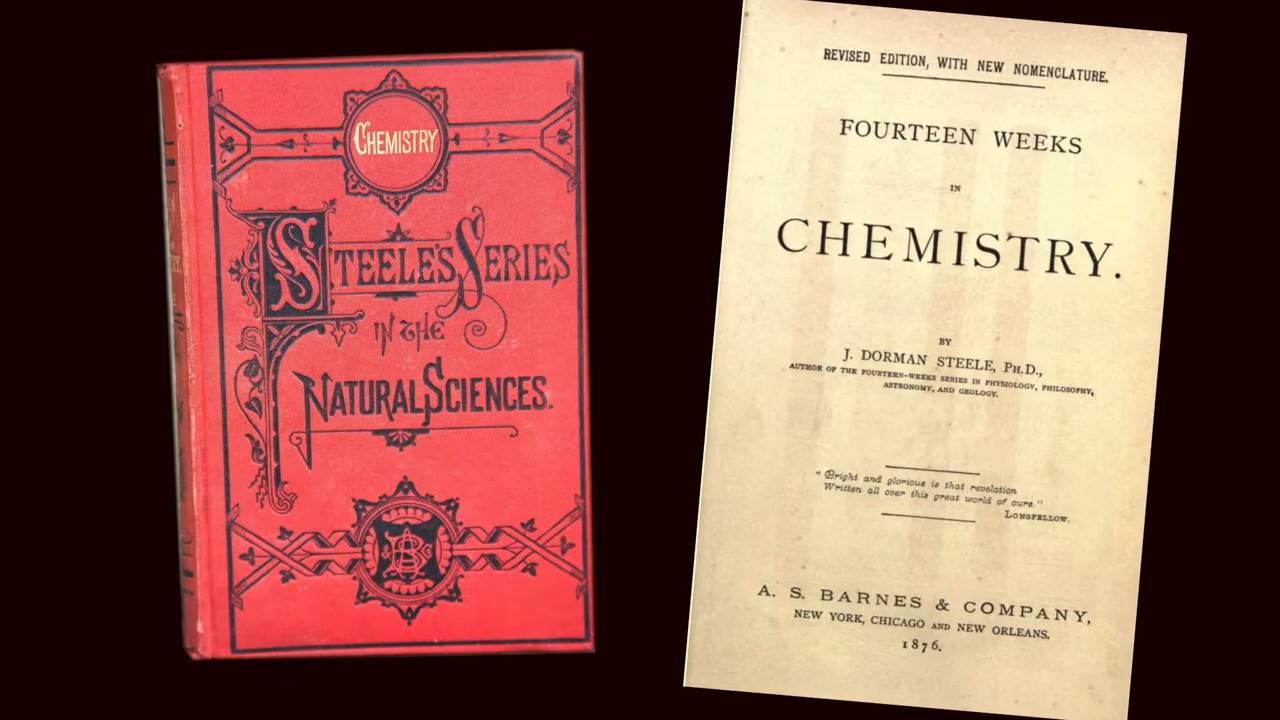 CHEMISTRY
STEELE'S SERIES
IN THE
NATURAL SCIENCES.
REVISED EDITION, WITH NEW NOMENCLATURE.
FOURTEEN WEEKS
IN
CHEMISTRY.
BY
J. DORMAN STEELE, PH.D.,
AUTHOR OF THE FOURTEEN-WEEKS SERIES IN PHYSIOLOGY, PHILOSOPHY,
ASTRONOMY, AND GEOLOGY.
"Bright and glorious is that revelation
Written all over this great world of ours."
LONGFELLOW.
A. S. BARNES & COMPANY,
NEW YORK, CHICAGO AND NEW ORLEANS.
1876.